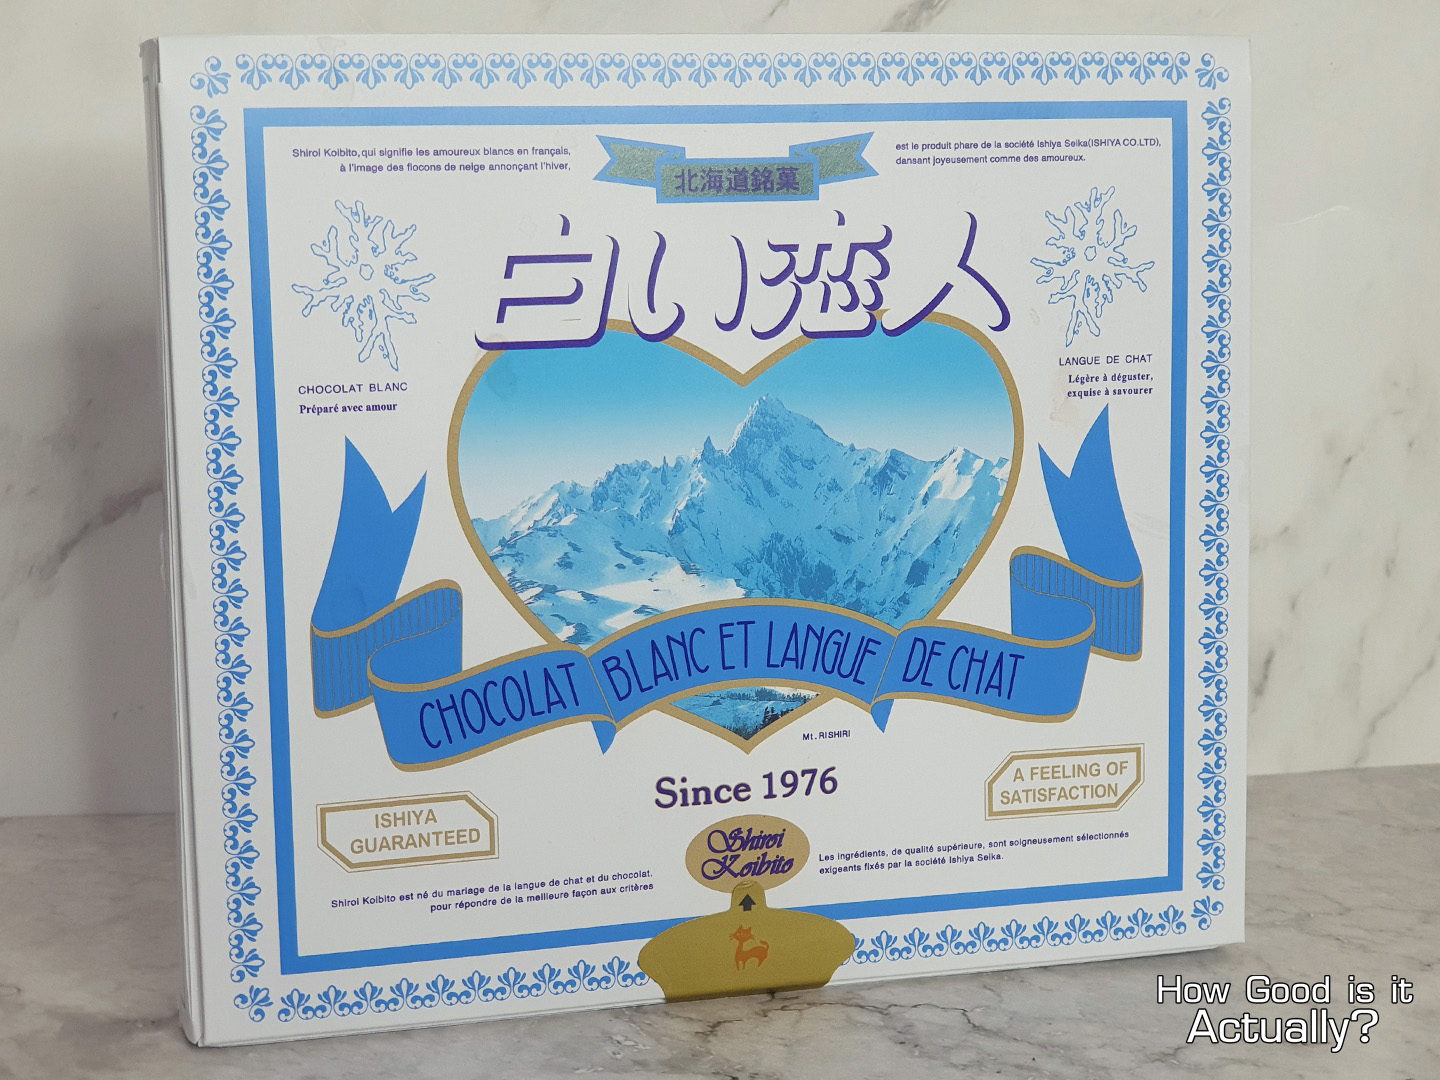 Shiroi Koibito, qui signifie les amoureux blancs en français,
à l'image des flocons de neige annonçant l'hiver,
北海道銘菓
est le produit phare de la société Ishiya Seika(ISHIYA CO.LTD),
dansant joyeusement comme des amoureux.
白い恋人
CHOCOLAT BLANC
Préparé avec amour
LANGUE DE CHAT
Légère à déguster,
exquise à savourer
CHOCOLAT BLANC ET LANGUE DE CHAT
Mt. RISHIRI
Since 1976
ISHIYA
GUARANTEED
A FEELING OF
SATISFACTION
Shiroi
Koibito
Shiroi Koibito est né du mariage de la langue de chat et du chocolat.
pour répondre de la meilleure façon aux critères
Les ingrédients, de qualité supérieure, sont soigneusement sélectionnés
exigeants fixés par la société Ishiya Seika.
How Good is it
Actually?